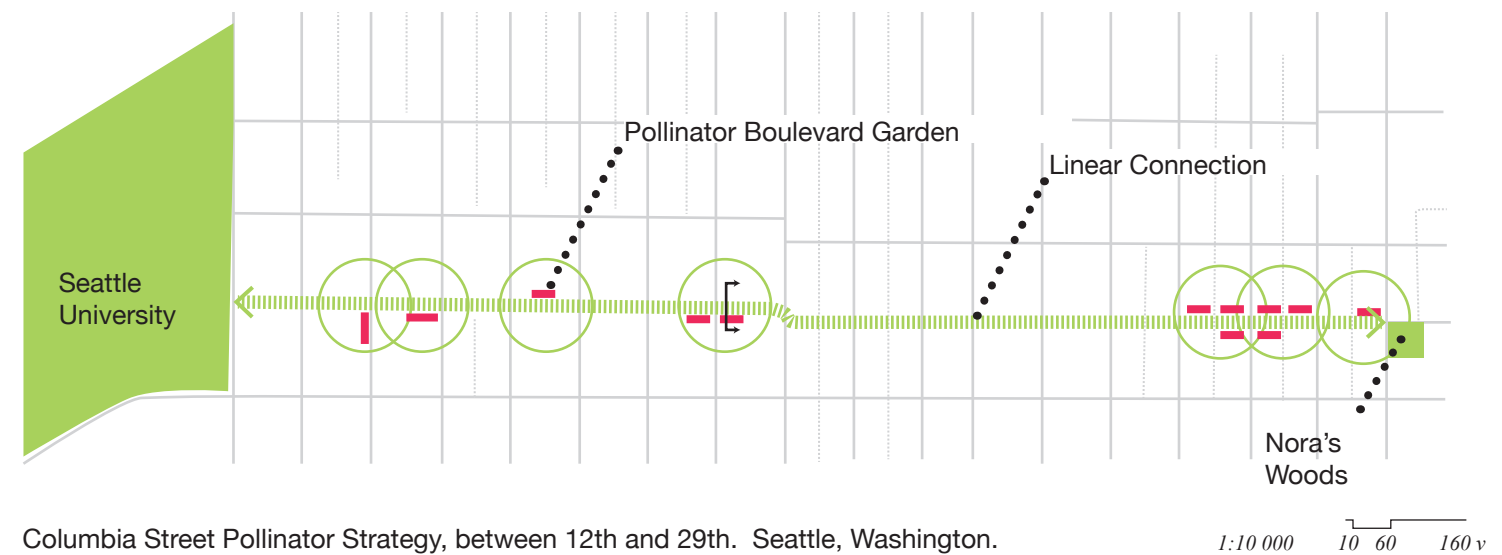 Pollinator Boulevard Garden
Linear Connection
Seattle
University
Nora's
Woods
Columbia Street Pollinator Strategy, between 12th and 29th. Seattle, Washington.
1:10 000
10 60 160 v